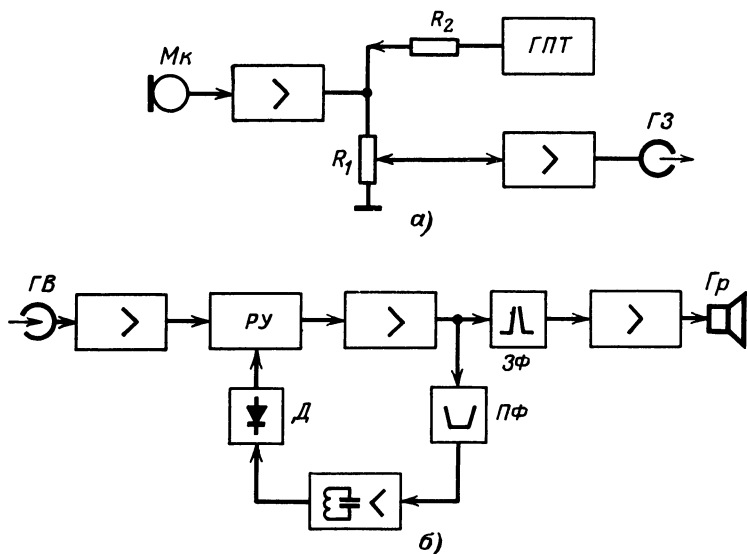 R₂
ГПТ
Мк
>
ГЗ
R₁
>
а)
ГВ
>
РУ
>
ЗФ
>
Гр
Д
ПФ
<
б)